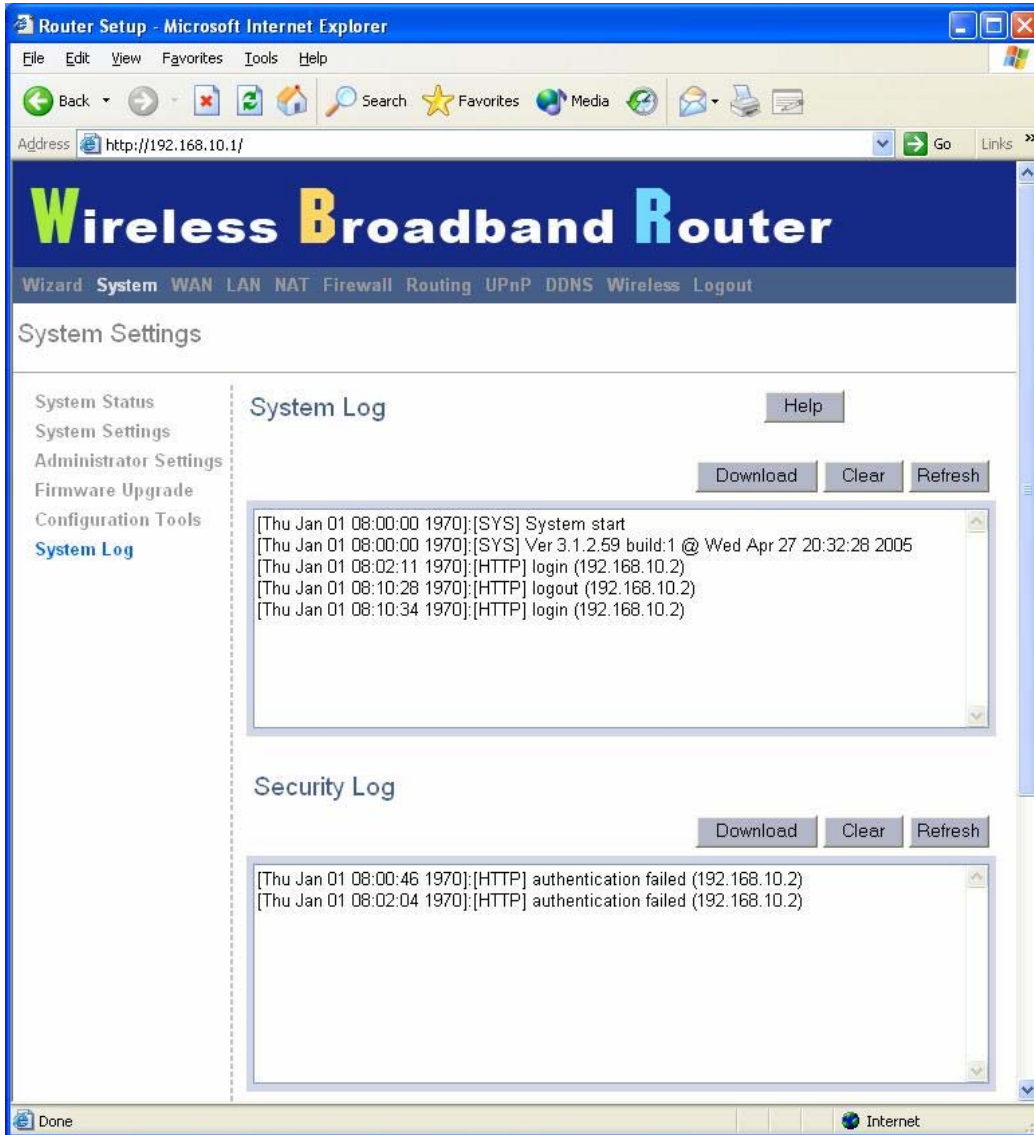 Router Setup - Microsoft Internet Explorer
File Edit View Favorites Tools Help
Back Search Favorites Media
Address http://192.168.10.1/ Go Links »
Wireless Broadband Router
Wizard System WAN LAN NAT Firewall Routing UPnP DDNS Wireless Logout
System Settings
System Status
System Settings
Administrator Settings
Firmware Upgrade
Configuration Tools
System Log
System Log
Help
Download Clear Refresh
[Thu Jan 01 08:00:00 1970]:[SYS] System start
[Thu Jan 01 08:00:00 1970]:[SYS] Ver 3.1.2.59 build:1 @ Wed Apr 27 20:32:28 2005
[Thu Jan 01 08:02:11 1970]:[HTTP] login (192.168.10.2)
[Thu Jan 01 08:10:28 1970]:[HTTP] logout (192.168.10.2)
[Thu Jan 01 08:10:34 1970]:[HTTP] login (192.168.10.2)
Security Log
Download Clear Refresh
[Thu Jan 01 08:00:46 1970]:[HTTP] authentication failed (192.168.10.2)
[Thu Jan 01 08:02:04 1970]:[HTTP] authentication failed (192.168.10.2)
Done Internet